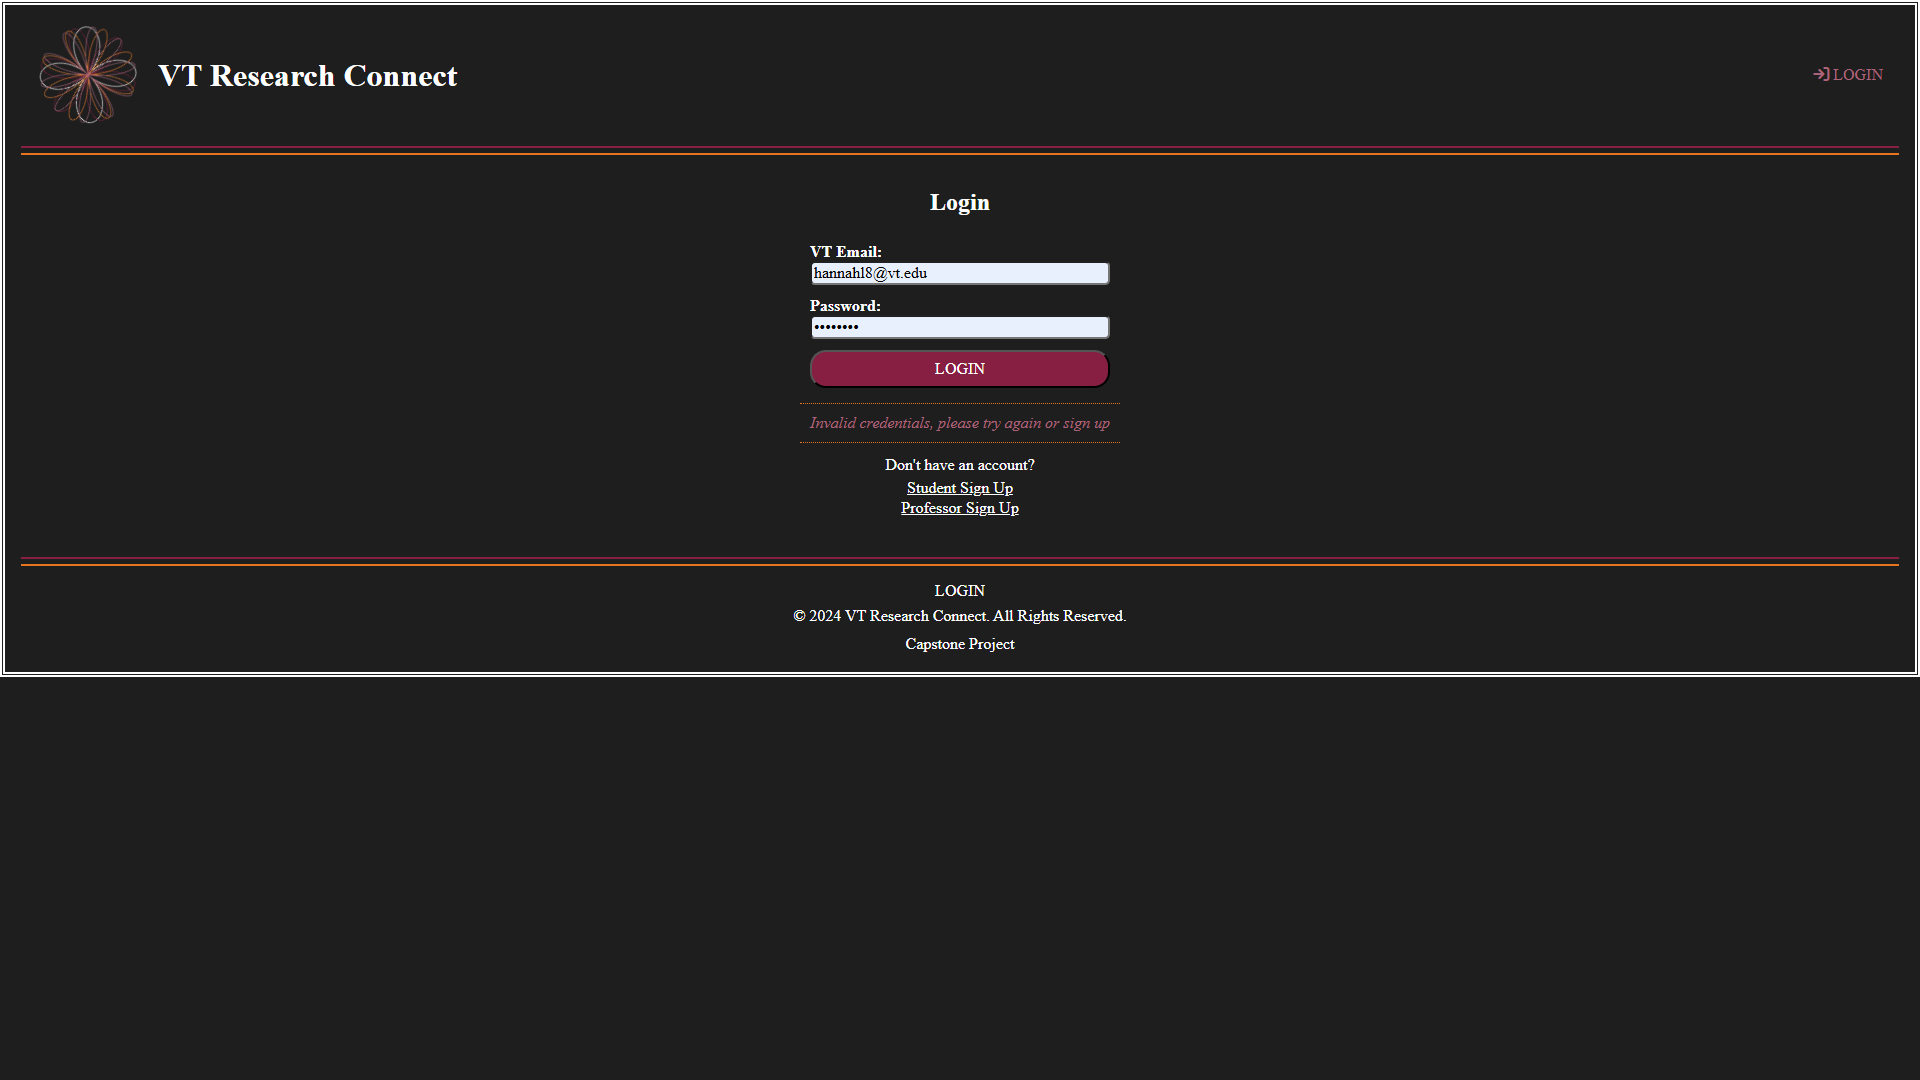 VT Research Connect
LOGIN
Login
VT Email:
hannahl8@vt.edu
Password:
••••••••
LOGIN
Invalid credentials, please try again or sign up
Don't have an account?
Student Sign Up
Professor Sign Up
LOGIN
© 2024 VT Research Connect. All Rights Reserved.
Capstone Project